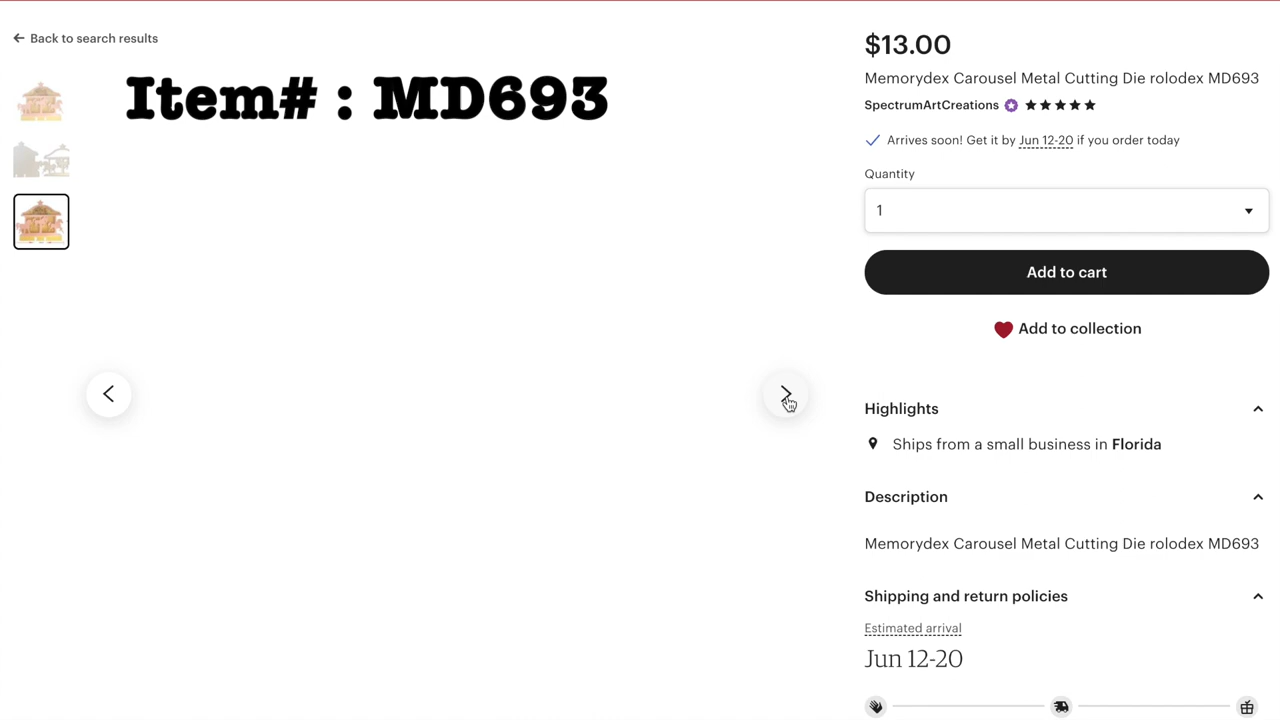 Back to search results
Item# : MD693
$13.00
Memorydex Carousel Metal Cutting Die rolodex MD693
SpectrumArtCreations
Arrives soon! Get it by Jun 12-20 if you order today
Quantity
1
Add to cart
Add to collection
Highlights
Ships from a small business in Florida
Description
Memorydex Carousel Metal Cutting Die rolodex MD693
Shipping and return policies
Estimated arrival
Jun 12-20